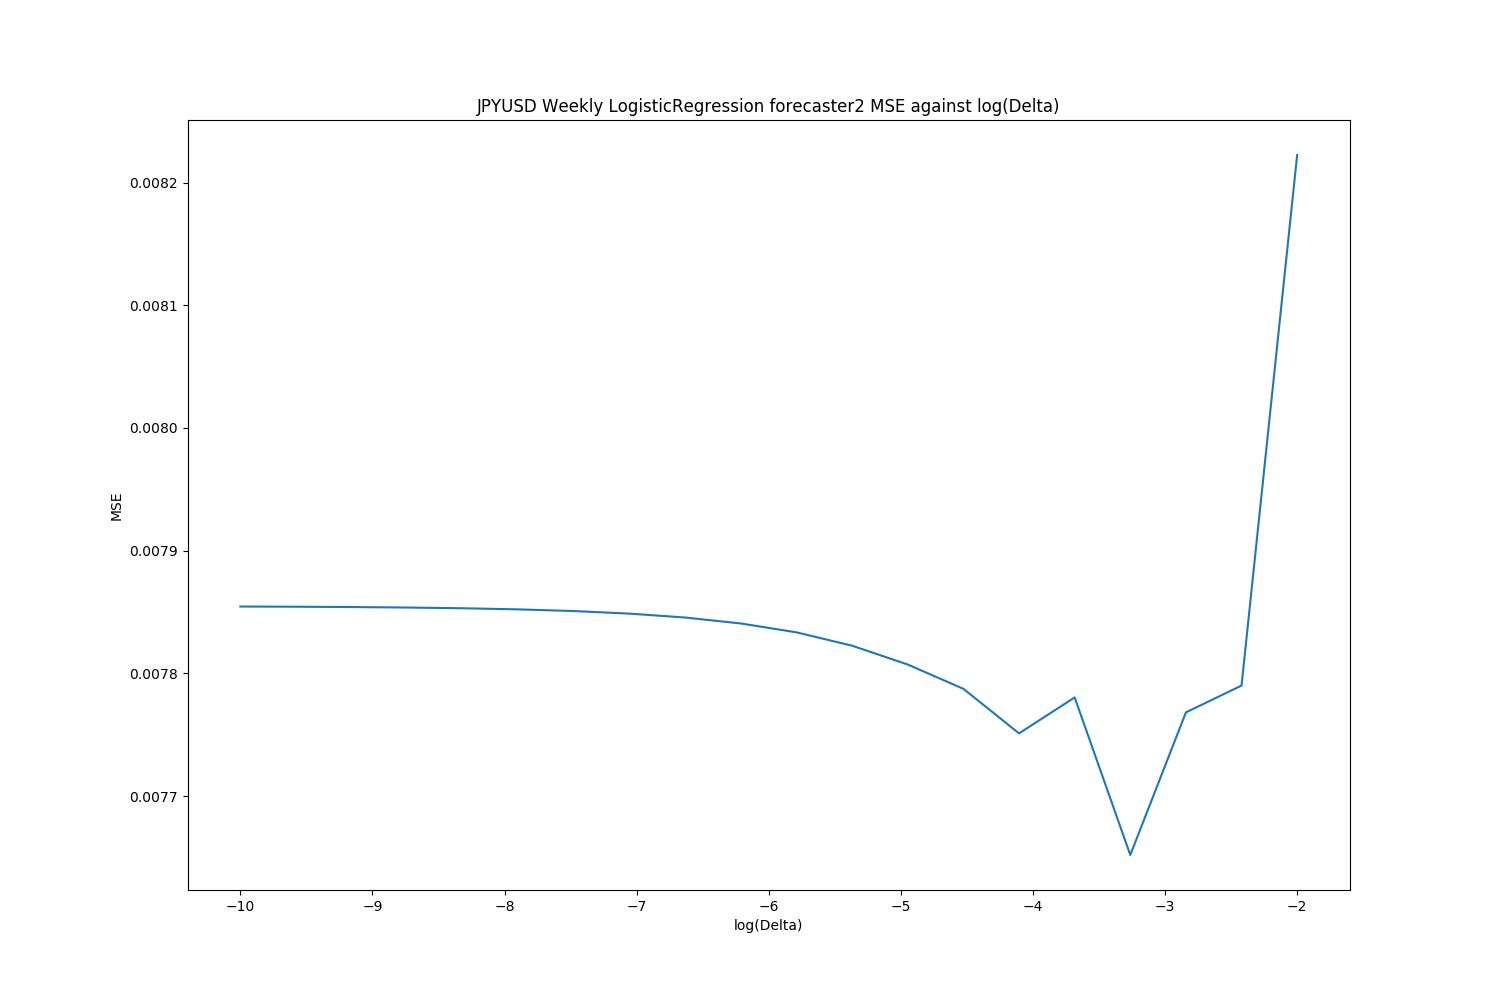 JPYUSD Weekly LogisticRegression forecaster2 MSE against log(Delta)
0.0082
0.0081
0.0080
0.0079
0.0078
0.0077
MSE
−10 −9 −8 −7 −6 −5 −4 −3 −2
log(Delta)